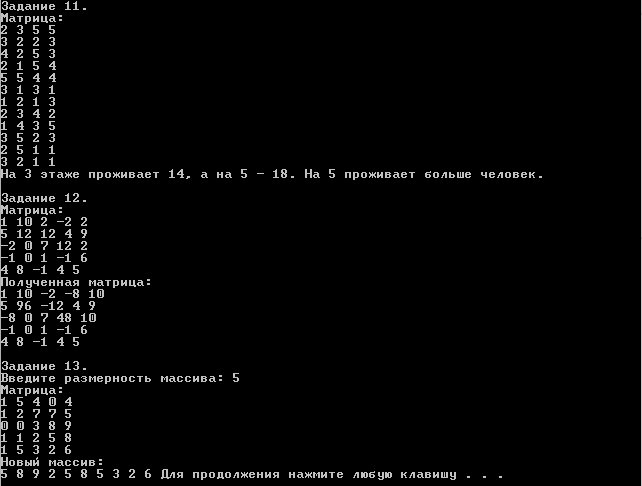 Задание 11.
Матрица:
2 3 5 5
3 2 2 3
4 2 5 3
2 1 5 4
5 5 4 4
3 1 3 1
1 2 1 3
2 3 4 2
1 4 3 5
3 5 2 3
2 5 1 1
3 2 1 1
На 3 этаже проживает 14, а на 5 - 18. На 5 проживает больше человек.
Задание 12.
Матрица:
1 10 2 -2 2
5 12 12 4 9
-2 0 7 12 2
-1 0 1 -1 6
4 8 -1 4 5
Полученная матрица:
1 10 -2 -8 10
5 96 -12 4 9
-8 0 7 48 10
-1 0 1 -1 6
4 8 -1 4 5
Задание 13.
Введите размерность массива: 5
Матрица:
1 5 4 0 4
1 2 7 7 5
0 0 3 8 9
1 1 2 5 8
1 5 3 2 6
Новый массив:
5 8 9 2 5 8 5 3 2 6 Для продолжения нажмите любую клавишу . . .